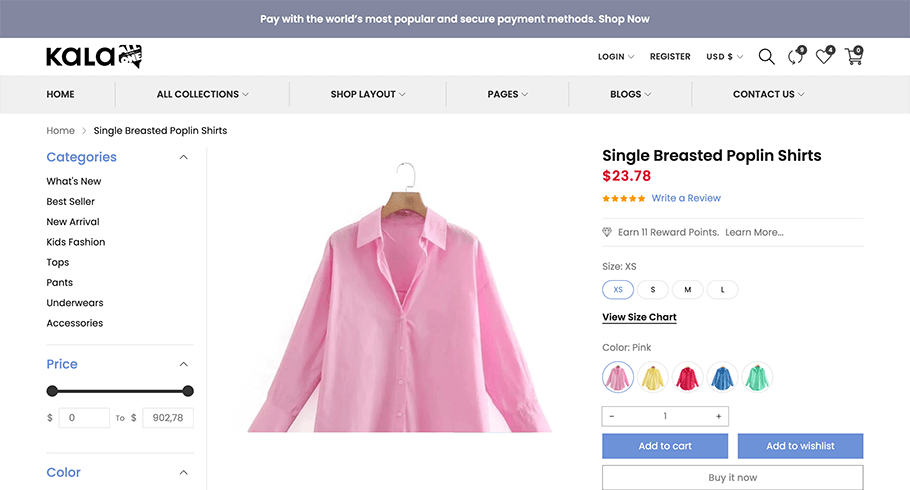 Pay with the world's most popular and secure payment methods. Shop Now
KALA
ONE
LOGIN
REGISTER
USD $
9
4
0
HOME
ALL COLLECTIONS
SHOP LAYOUT
PAGES
BLOGS
CONTACT US
Home
Single Breasted Poplin Shirts
Categories
What's New
Best Seller
New Arrival
Kids Fashion
Tops
Pants
Underwears
Accessories
Price
$ 0 To $ 902,78
Color
Single Breasted Poplin Shirts
$23.78
Write a Review
Earn 11 Reward Points. Learn More...
Size: XS
XS S M L
View Size Chart
Color: Pink
− 1 +
Add to cart
Add to wishlist
Buy it now